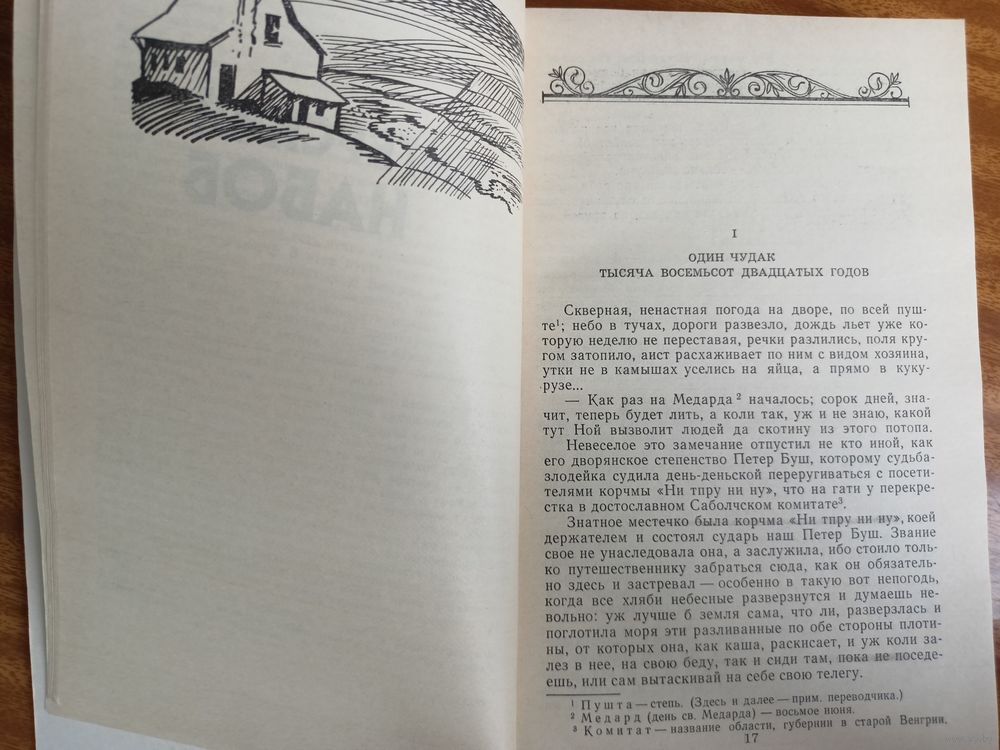 НАБОБ
I
ОДИН ЧУДАК
ТЫСЯЧА ВОСЕМЬСОТ ДВАДЦАТЫХ ГОДОВ
Скверная, ненастная погода на дворе, по всей пуш-
те¹; небо в тучах, дороги развезло, дождь льет уже ко-
торую неделю не переставая, речки разлились, поля кру-
гом затопило, аист расхаживает по ним с видом хозяина,
утки не в камышах уселись на яйца, а прямо в куку-
рузе...
— Как раз на Медарда² началось; сорок дней, зна-
чит, теперь будет лить, а коли так, уж и не знаю, какой
тут Ной вызволит людей да скотину из этого потопа.
Невеселое это замечание отпустил не кто иной, как
его дворянское степенство Петер Буш, которому судьба-
злодейка судила день-деньской переругиваться с посети-
телями корчмы «Ни тпру ни ну», что на гати у перекре-
стка в достославном Саболчском комитате³.
Знатное местечко была корчма «Ни тпру ни ну», коей
держателем и состоял сударь наш Петер Буш. Звание
свое не унаследовала она, а заслужила, ибо стоило толь-
ко путешественнику забраться сюда, как он обязатель-
но здесь и застревал — особенно в такую вот непогодь,
когда все хляби небесные разверзнутся и думаешь не-
вольно: уж лучше б земля сама, что ли, разверзлась и
поглотила моря эти разливанные по обе стороны плоти-
ны, от которых она, как каша, раскисает, и уж коли за-
лез в нее, на свою беду, так и сиди там, пока не поседе-
ешь, или сам вытаскивай на себе свою телегу.
¹ Пушта — степь. (Здесь и далее — прим. переводчика.)
² Медард (день св. Медарда) — восьмое июня.
³ Комитат — название области, губернии в старой Венгрии.
17